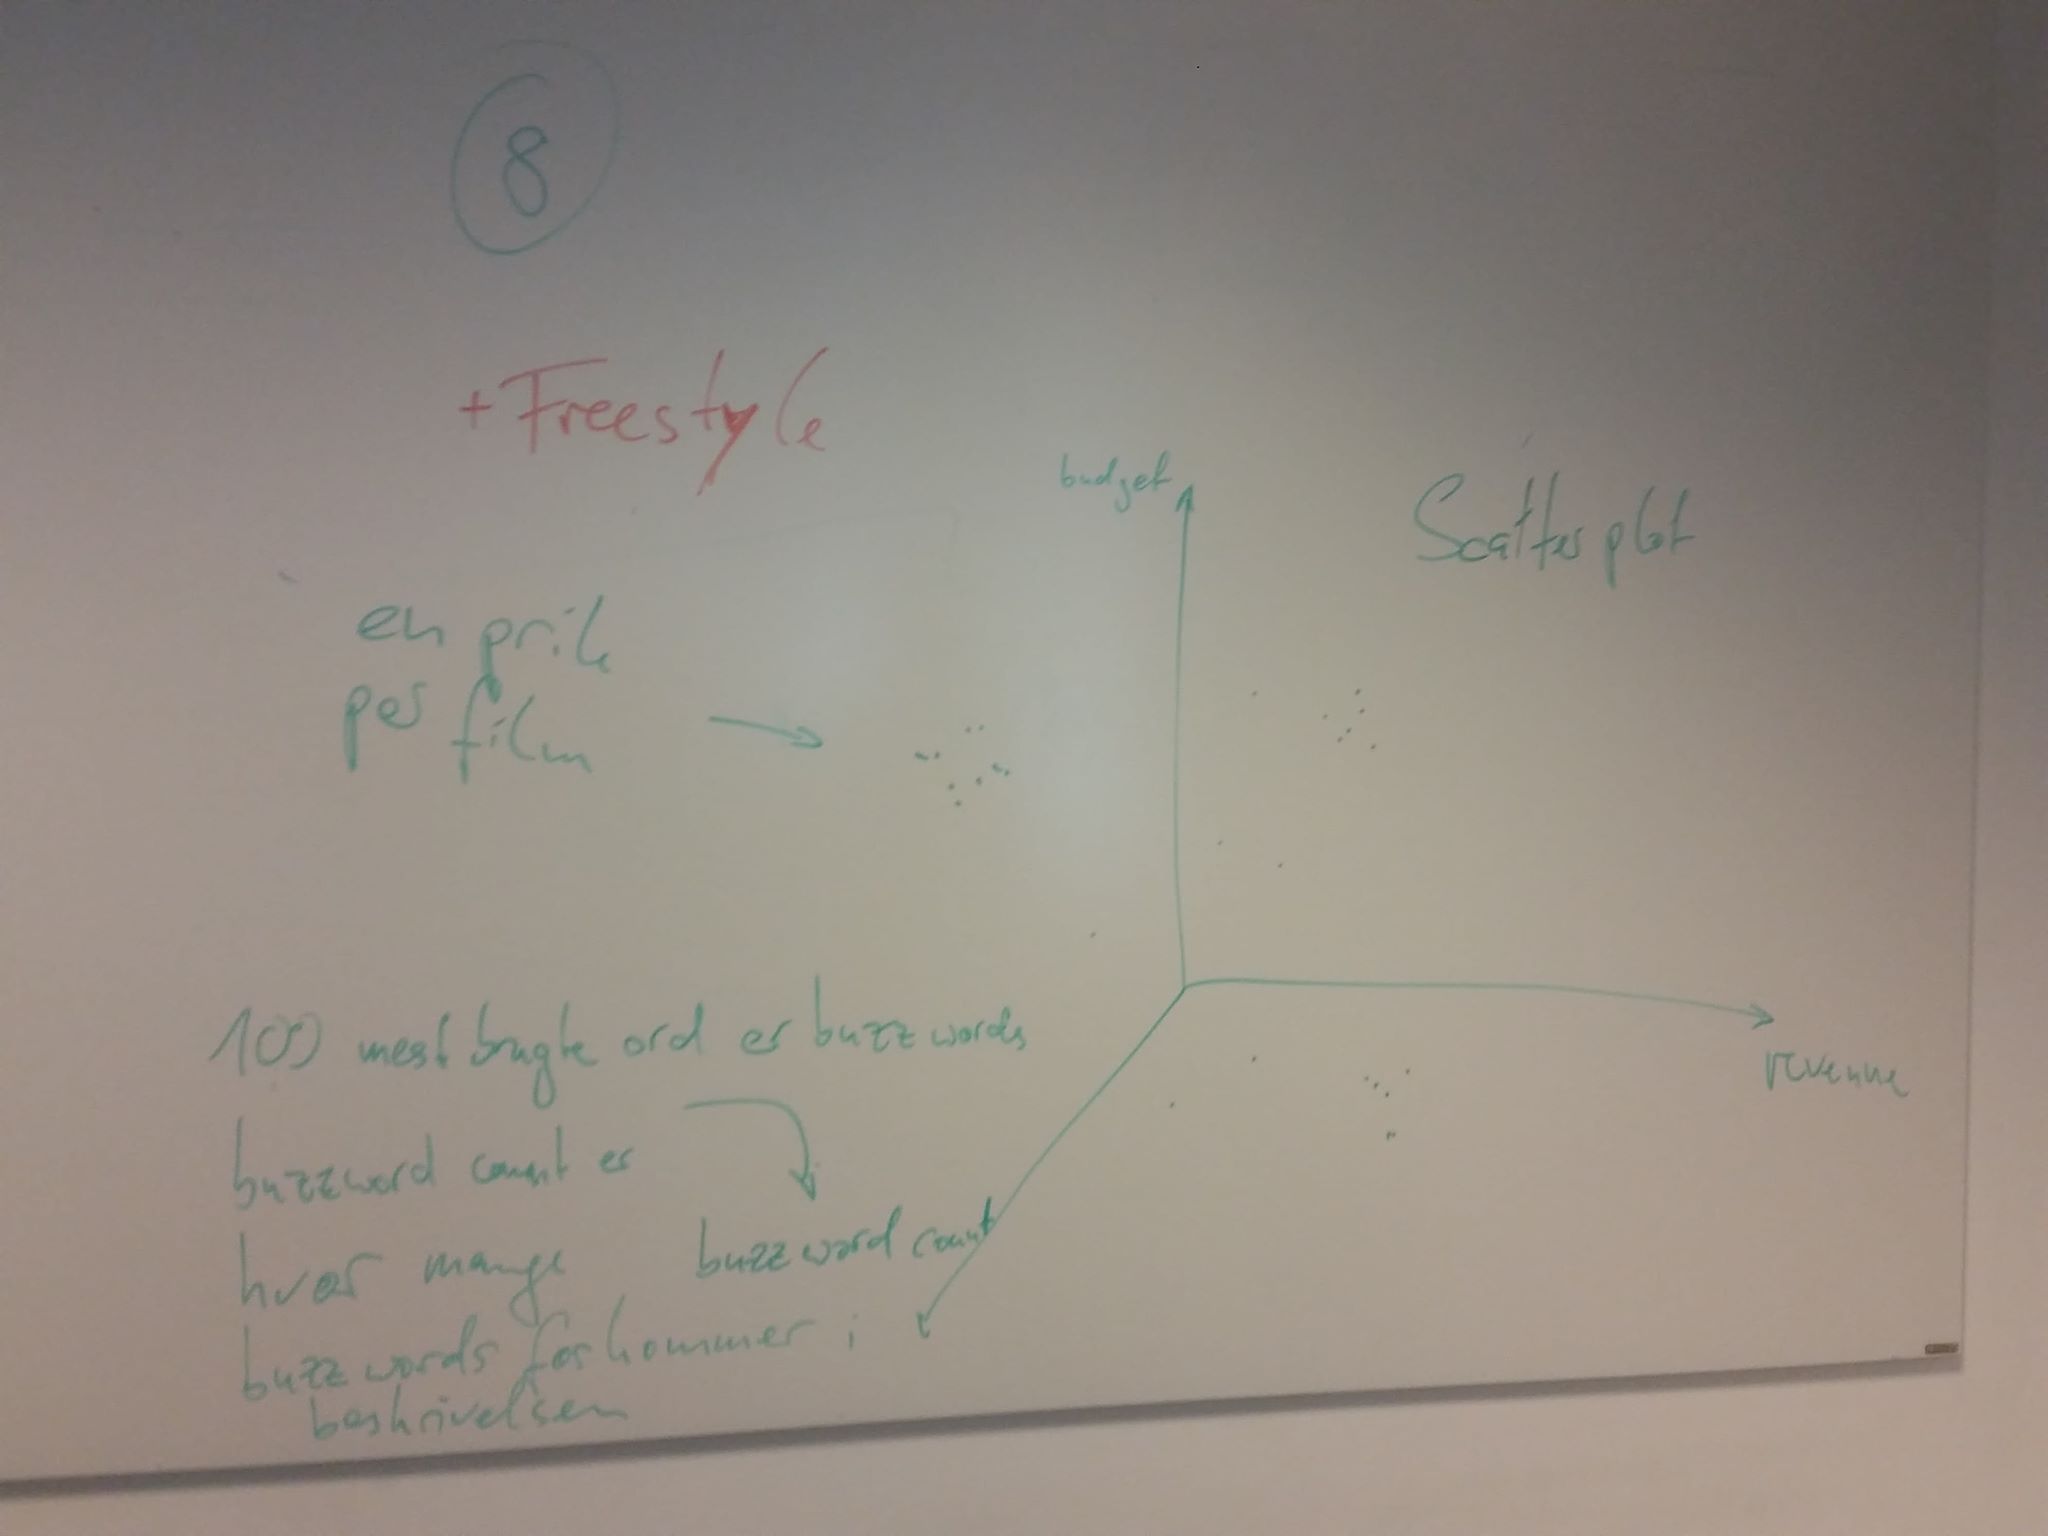 8
+ Freestyle
budget
Scatter plot
en prik
per film
revenue
100 mest brugte ord er buzzwords
buzzword count er
hvor mange
buzzword count
buzzwords forkommer i
beskrivelsen